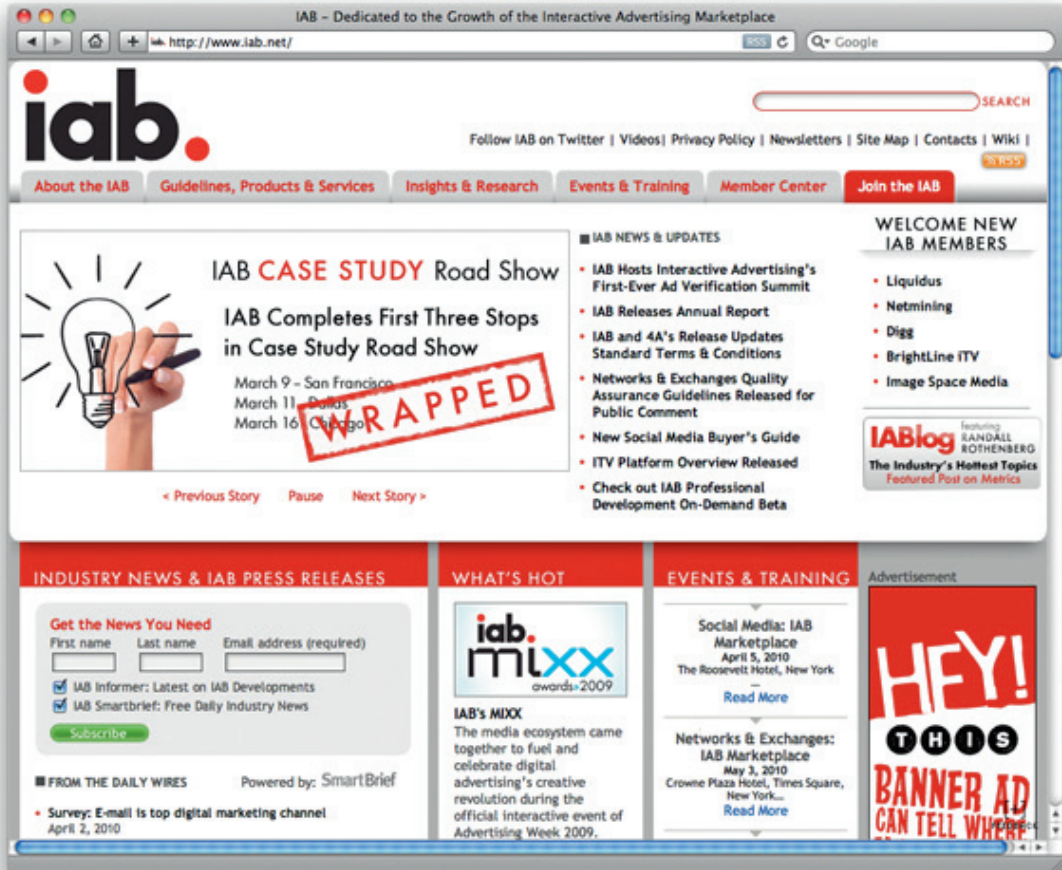 IAB – Dedicated to the Growth of the Interactive Advertising Marketplace
http://www.iab.net/
RSS
Google
iab.
SEARCH
Follow IAB on Twitter | Videos| Privacy Policy | Newsletters | Site Map | Contacts | Wiki |
RSS
About the IAB
Guidelines, Products & Services
Insights & Research
Events & Training
Member Center
Join the IAB
IAB CASE STUDY Road Show
IAB Completes First Three Stops
in Case Study Road Show
March 9 – San Francisco
March 11 – Dallas
March 16 – Chicago
WRAPPED
< Previous Story
Pause
Next Story >
IAB NEWS & UPDATES
• IAB Hosts Interactive Advertising's
First-Ever Ad Verification Summit
• IAB Releases Annual Report
• IAB and 4A's Release Updates
Standard Terms & Conditions
• Networks & Exchanges Quality
Assurance Guidelines Released for
Public Comment
• New Social Media Buyer's Guide
• ITV Platform Overview Released
• Check out IAB Professional
Development On-Demand Beta
WELCOME NEW
IAB MEMBERS
• Liquidus
• Netmining
• Digg
• BrightLine iTV
• Image Space Media
IABlog featuring
RANDALL
ROTHENBERG
The Industry's Hottest Topics
Featured Post on Metrics
INDUSTRY NEWS & IAB PRESS RELEASES
Get the News You Need
First name
Last name
Email address (required)
IAB Informer: Latest on IAB Developments
IAB Smartbrief: Free Daily Industry News
Subscribe
FROM THE DAILY WIRES
Powered by: SmartBrief
• Survey: E-mail is top digital marketing channel
April 2, 2010
WHAT'S HOT
iab.
mixx
awards>2009
IAB's MIXX
The media ecosystem came
together to fuel and
celebrate digital
advertising's creative
revolution during the
official interactive event of
Advertising Week 2009.
EVENTS & TRAINING
Social Media: IAB
Marketplace
April 5, 2010
The Roosevelt Hotel, New York
...
Read More
Networks & Exchanges:
IAB Marketplace
May 3, 2010
Crowne Plaza Hotel, Times Square,
New York...
Read More
Advertisement
HEY!
THIS
BANNER AD
CAN TELL WHERE